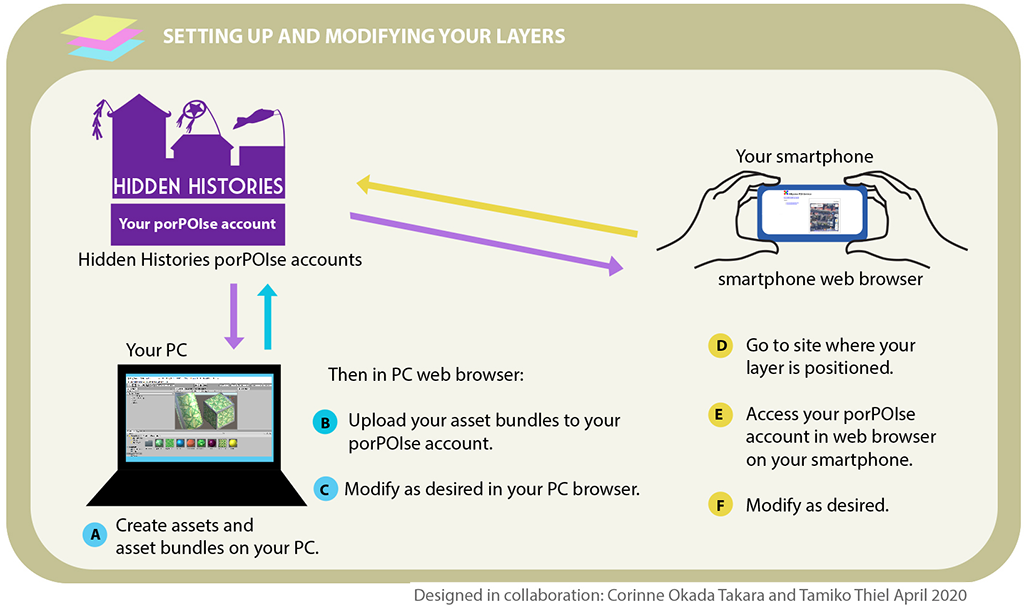 SETTING UP AND MODIFYING YOUR LAYERS
HIDDEN HISTORIES
Your porPOIse account
Hidden Histories porPOIse accounts
Your smartphone
smartphone web browser
Your PC
Then in PC web browser:
B Upload your asset bundles to your
porPOIse account.
C Modify as desired in your PC browser.
A Create assets and
asset bundles on your PC.
D Go to site where your
layer is positioned.
E Access your porPOIse
account in web browser
on your smartphone.
F Modify as desired.
Designed in collaboration: Corinne Okada Takara and Tamiko Thiel April 2020